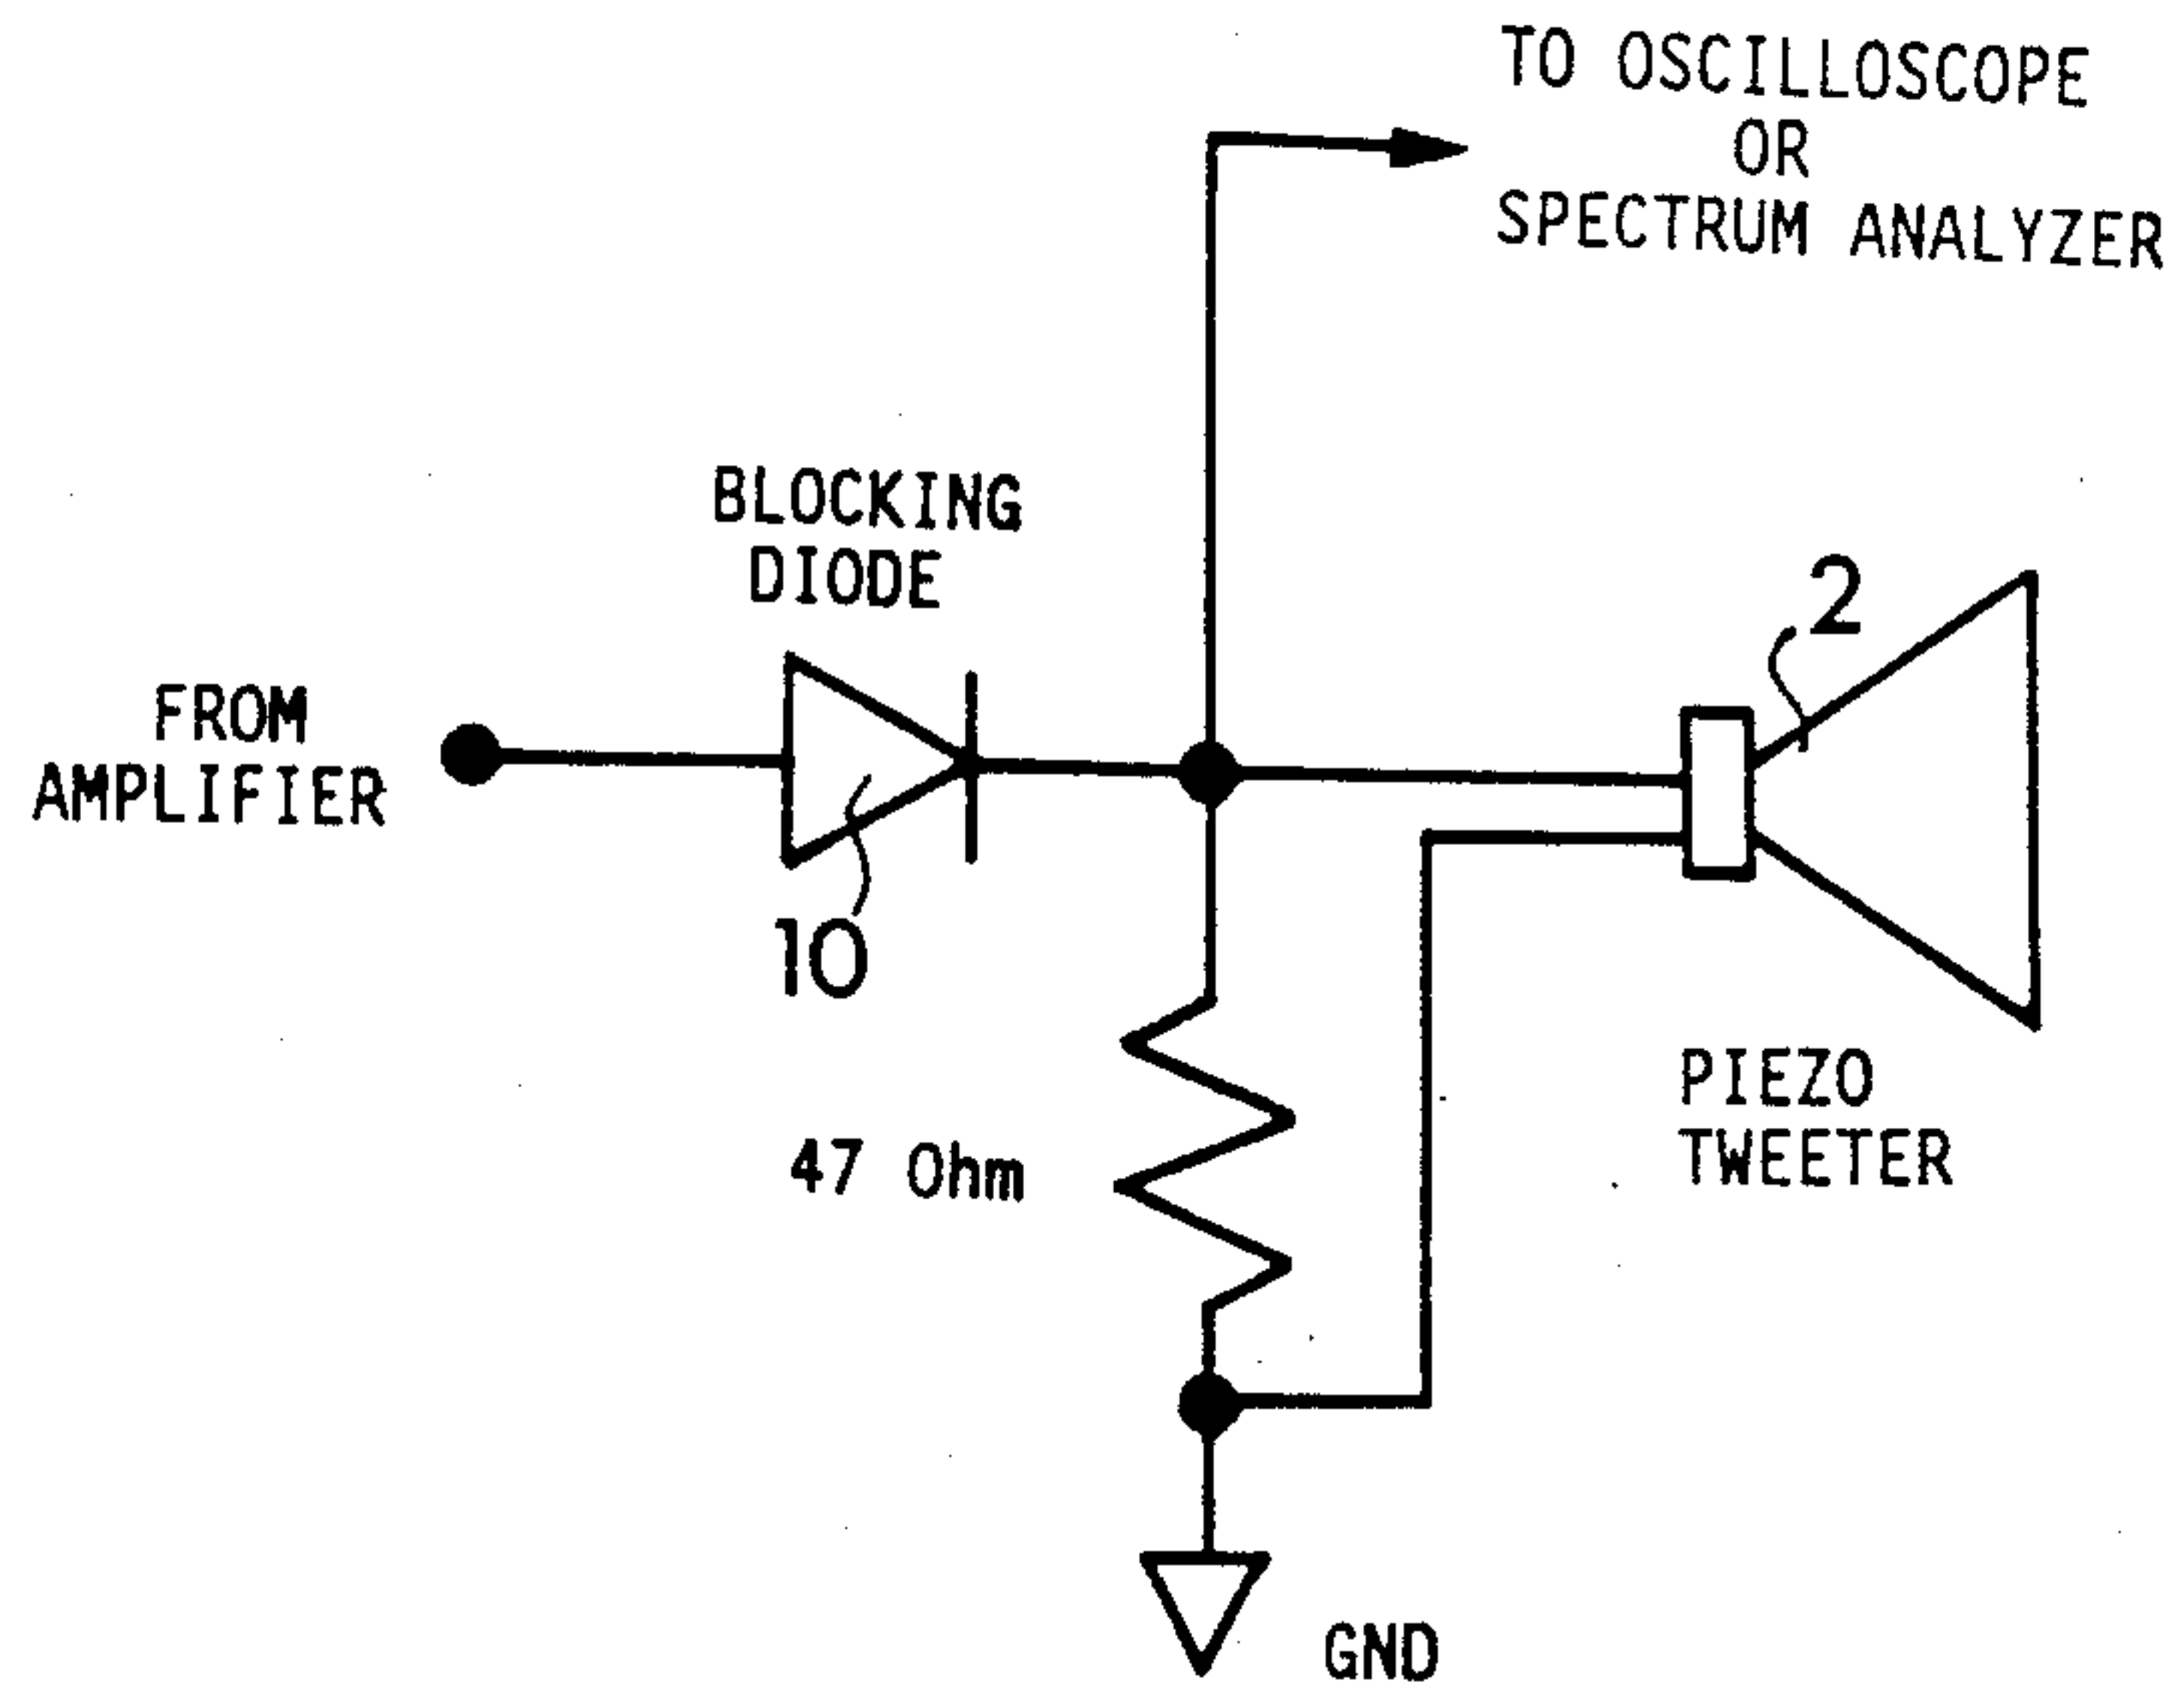 TO OSCILLOSCOPE
OR
SPECTRUM ANALYZER
BLOCKING
DIODE
2
FROM
AMPLIFIER
10
PIEZO
TWEETER
47 Ohm
GND